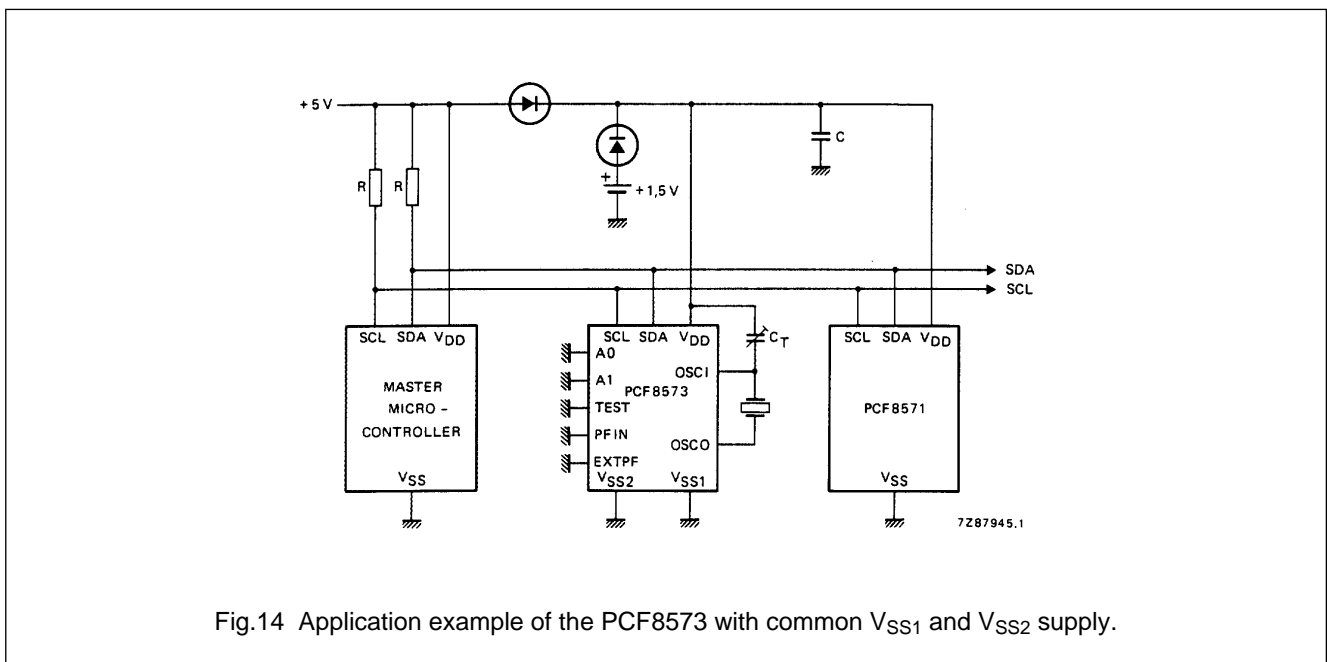 +5V
C
+
+1,5V
R
R
SDA
SCL
SCL SDA VDD
SCL SDA VDD
SCL SDA VDD
CT
A0
OSCI
A1
PCF8573
MASTER
MICRO -
CONTROLLER
TEST
PCF8571
PFIN
OSCO
EXTPF
VSS
VSS2 VSS1
VSS
7Z87945.1
Fig.14 Application example of the PCF8573 with common VSS1 and VSS2 supply.